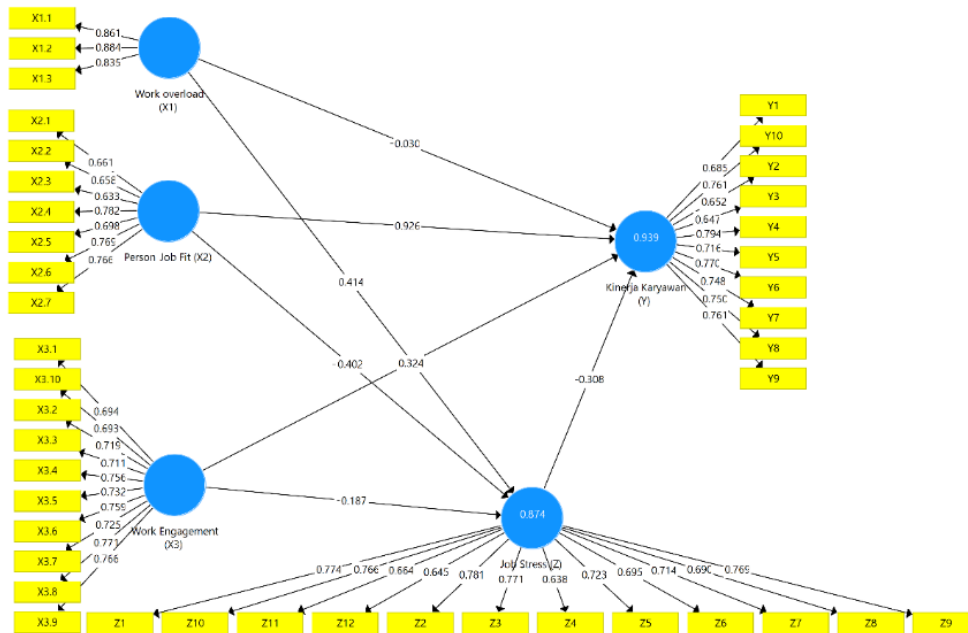 X1.1
0.861
X1.2
0.884
X1.3
0.835
Work overload
(X1)
X2.1
X2.2
X2.3
X2.4
X2.5
X2.6
X2.7
0.661
0.658
0.633
0.782
0.698
0.769
0.766
Person Job Fit (X2)
X3.1
X3.10
X3.2
X3.3
X3.4
X3.5
X3.6
X3.7
X3.8
X3.9
0.694
0.693
0.719
0.711
0.756
0.732
0.759
0.725
0.771
0.766
Work Engagement
(X3)
-0.030
0.926
0.414
-0.402
0.324
-0.187
-0.308
0.939
Kinerja Karyawan
(Y)
Y1
Y10
Y2
Y3
Y4
Y5
Y6
Y7
Y8
Y9
0.685
0.761
0.652
0.647
0.794
0.716
0.770
0.748
0.750
0.761
0.874
Job Stress (Z)
0.774
0.766
0.664
0.645
0.781
0.771
0.638
0.723
0.695
0.714
0.690
0.769
Z1
Z10
Z11
Z12
Z2
Z3
Z4
Z5
Z6
Z7
Z8
Z9